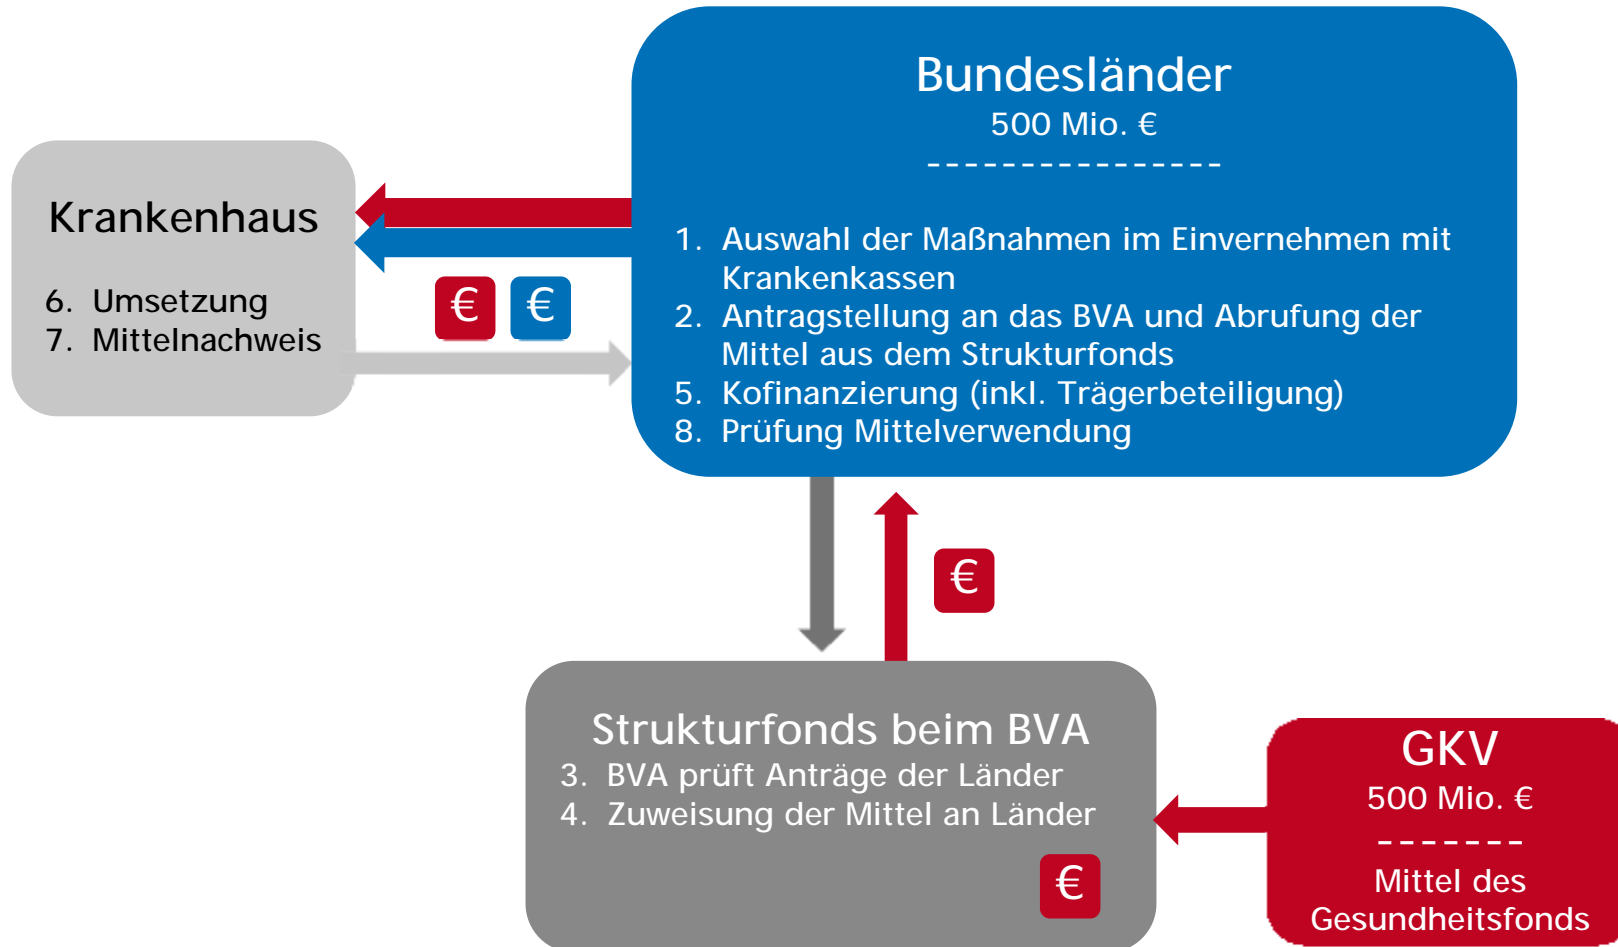 Bundesländer
500 Mio. €
----------------
1. Auswahl der Maßnahmen im Einvernehmen mit
Krankenkassen
2. Antragstellung an das BVA und Abrufung der
Mittel aus dem Strukturfonds
5. Kofinanzierung (inkl. Trägerbeteiligung)
8. Prüfung Mittelverwendung
Krankenhaus
6. Umsetzung
7. Mittelnachweis
€ €
€
Strukturfonds beim BVA
3. BVA prüft Anträge der Länder
4. Zuweisung der Mittel an Länder
€
GKV
500 Mio. €
-------
Mittel des
Gesundheitsfonds